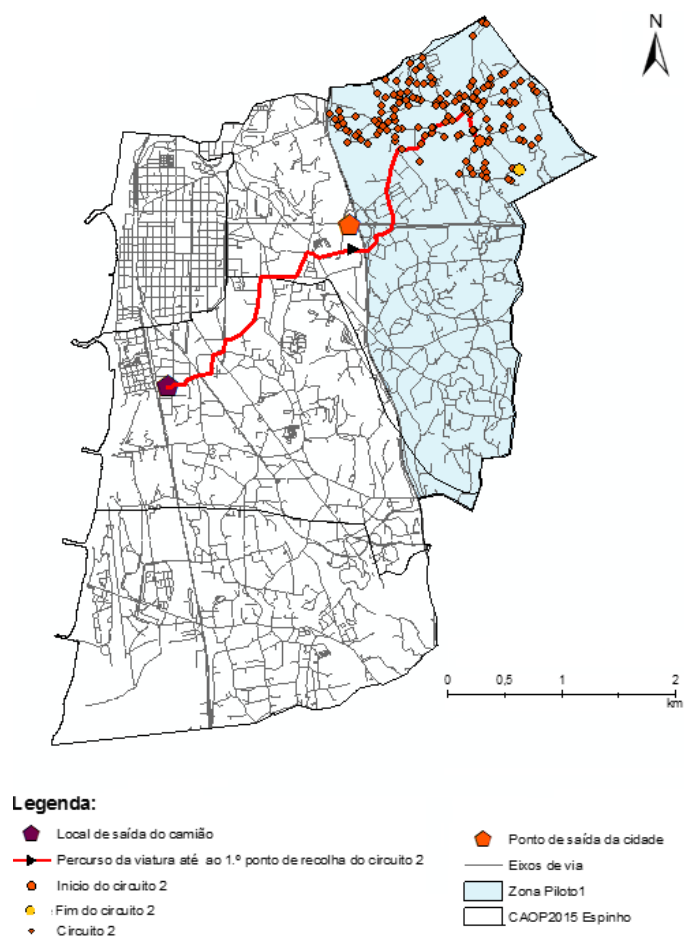 N
0 0,5 1 2
km
Legenda:
Local de saída do camião
Percurso da viatura até ao 1.º ponto de recolha do circuito 2
Inicio do circuito 2
Fim do circuito 2
Circuito 2
Ponto de saída da cidade
Eixos de via
Zona Piloto1
CAOP2015 Espinho